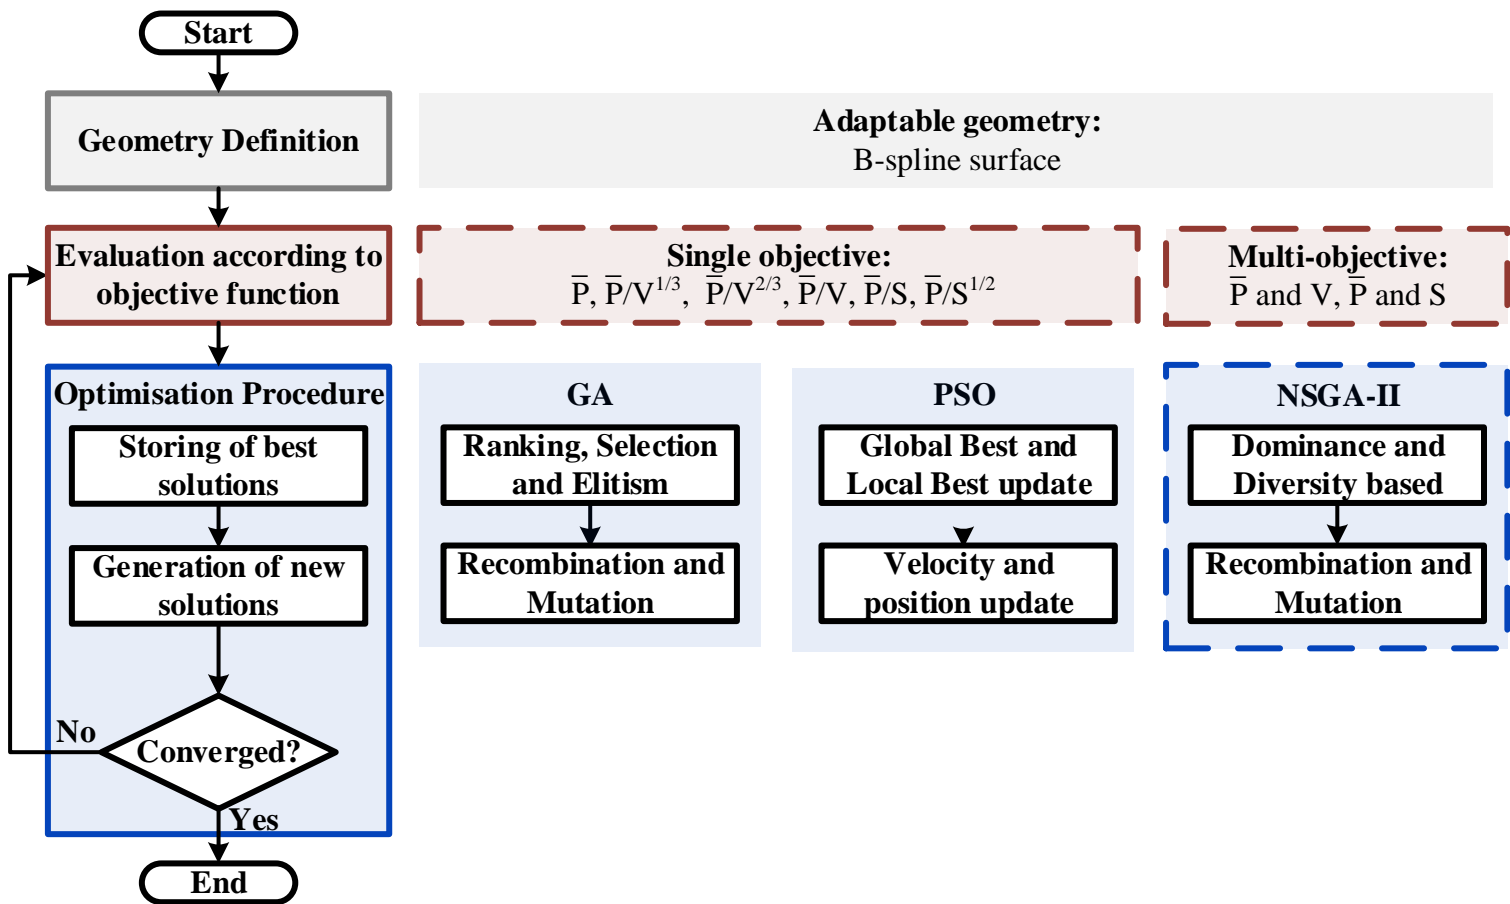 Start
Geometry Definition
Adaptable geometry:
B-spline surface
Evaluation according to
objective function
Single objective:
P̅, P̅/V^{1/3}, P̅/V^{2/3}, P̅/V, P̅/S, P̅/S^{1/2}
Multi-objective:
P̅ and V, P̅ and S
Optimisation Procedure
Storing of best
solutions
Generation of new
solutions
Converged?
No
Yes
End
GA
Ranking, Selection
and Elitism
Recombination and
Mutation
PSO
Global Best and
Local Best update
Velocity and
position update
NSGA-II
Dominance and
Diversity based
Recombination and
Mutation